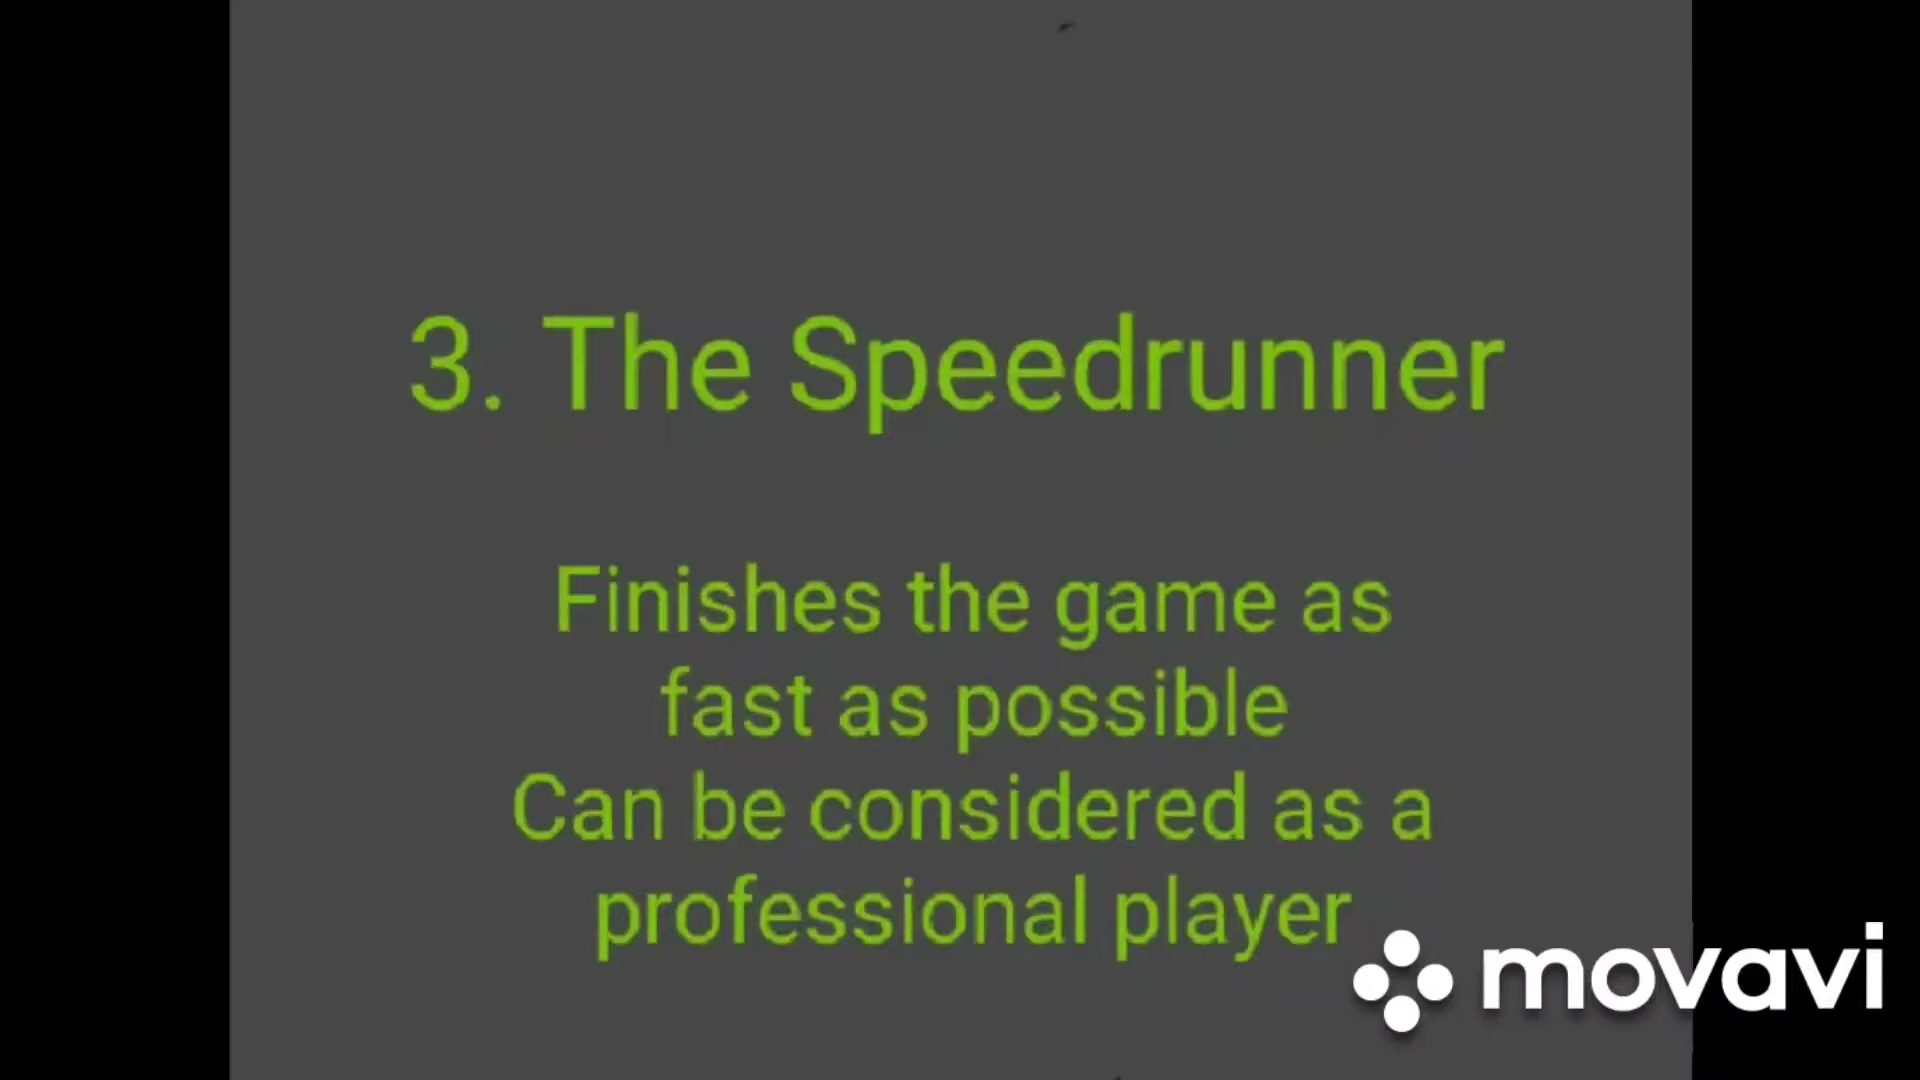 3. The Speedrunner
Finishes the game as
fast as possible
Can be considered as a
professional player
movavi